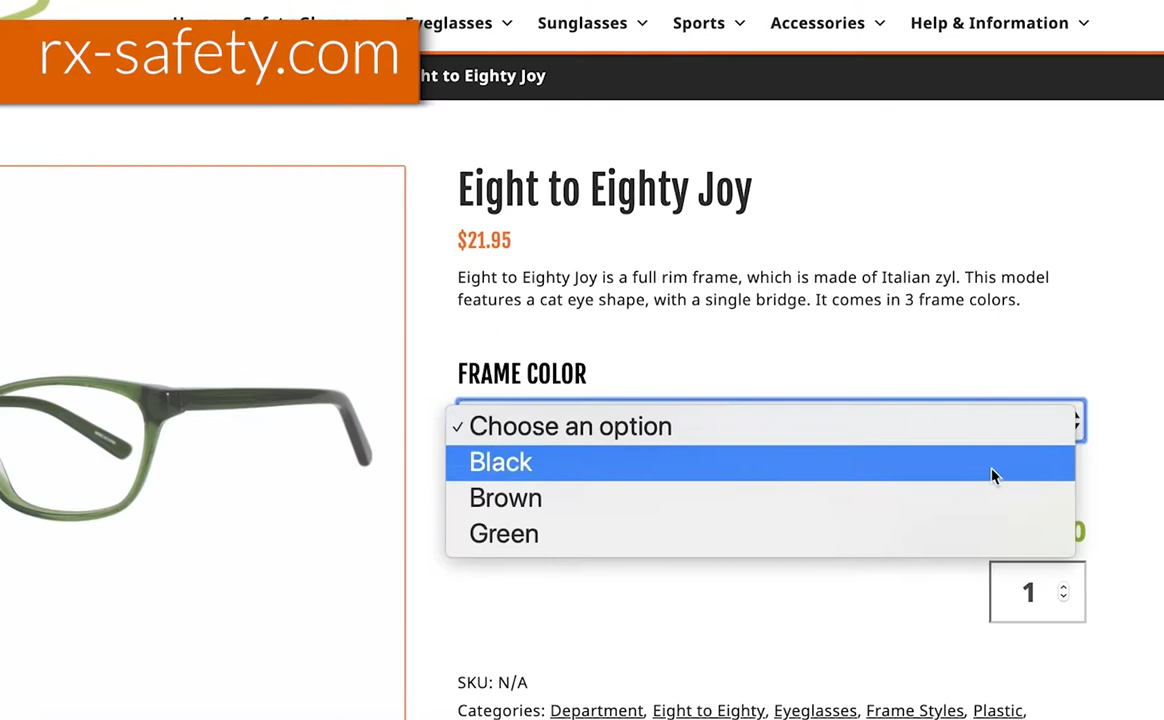 Eyeglasses
Sunglasses
Sports
Accessories
Help & Information
rx-safety.com
to Eighty Joy
Eight to Eighty Joy
$21.95
Eight to Eighty Joy is a full rim frame, which is made of Italian zyl. This model
features a cat eye shape, with a single bridge. It comes in 3 frame colors.
FRAME COLOR
✓ Choose an option
Black
Brown
Green
1
SKU: N/A
Categories: Department, Eight to Eighty, Eyeglasses, Frame Styles, Plastic,